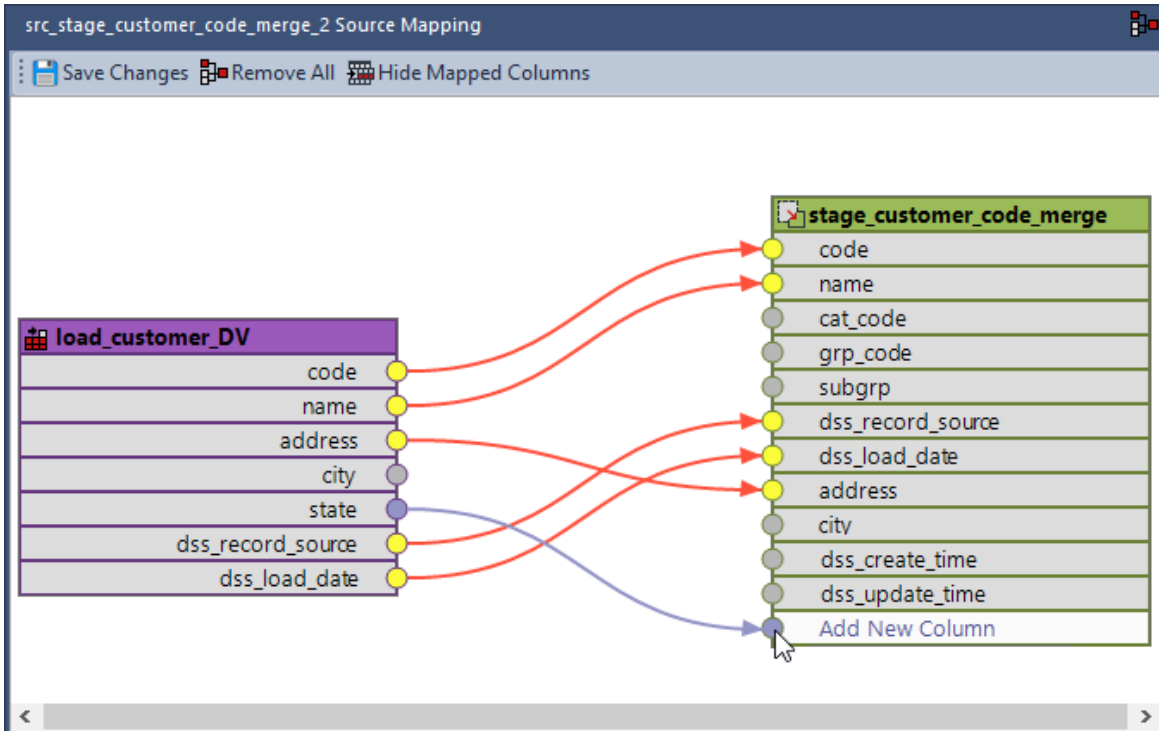 src_stage_customer_code_merge_2 Source Mapping
Save Changes Remove All Hide Mapped Columns
load_customer_DV
code
name
address
city
state
dss_record_source
dss_load_date
stage_customer_code_merge
code
name
cat_code
grp_code
subgrp
dss_record_source
dss_load_date
address
city
dss_create_time
dss_update_time
Add New Column